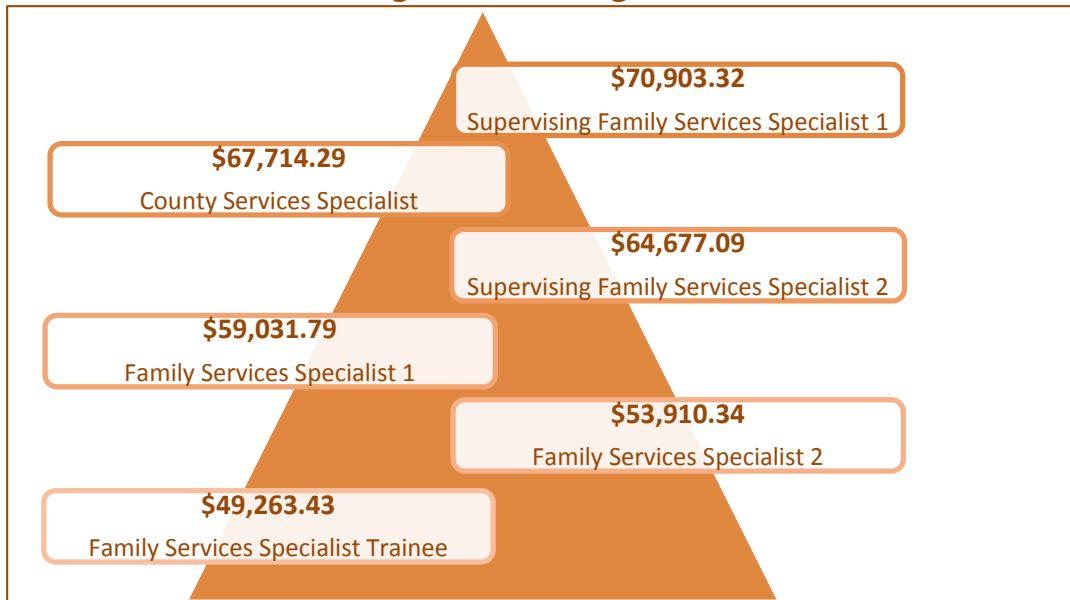 $70,903.32
Supervising Family Services Specialist 1
$67,714.29
County Services Specialist
$64,677.09
Supervising Family Services Specialist 2
$59,031.79
Family Services Specialist 1
$53,910.34
Family Services Specialist 2
$49,263.43
Family Services Specialist Trainee